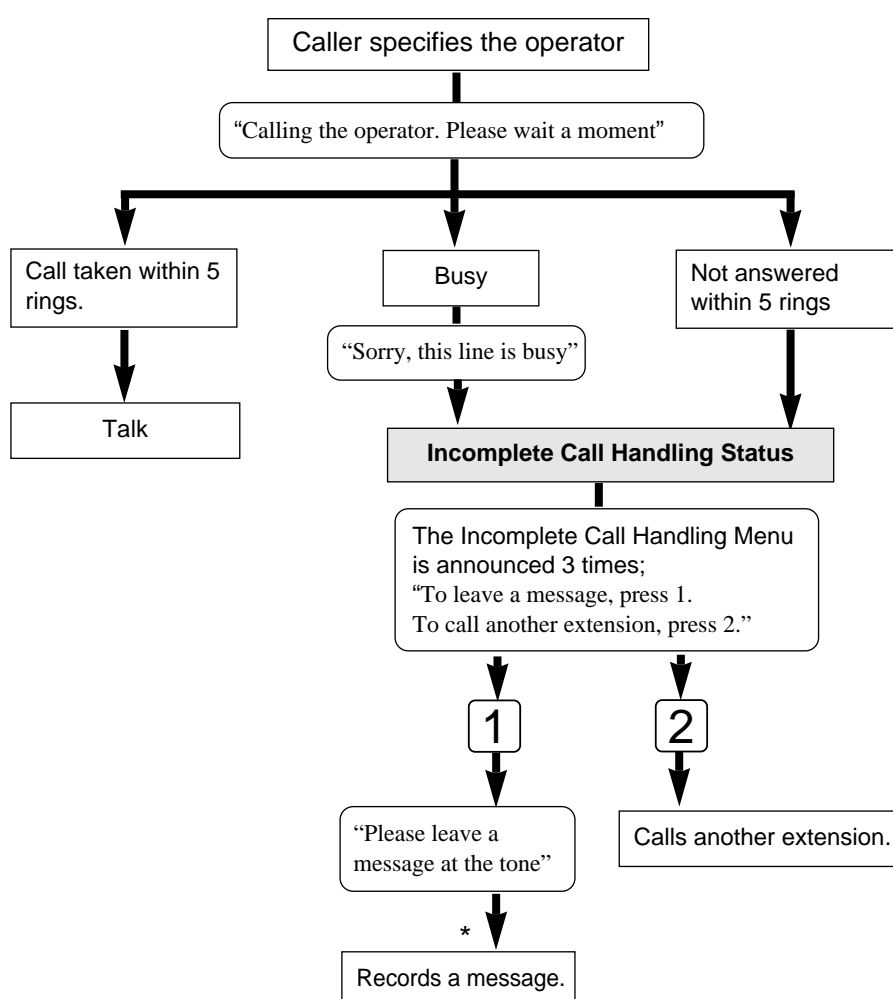 Caller specifies the operator
“Calling the operator. Please wait a moment”
Call taken within 5
rings.
Busy
Not answered
within 5 rings
“Sorry, this line is busy”
Talk
Incomplete Call Handling Status
The Incomplete Call Handling Menu
is announced 3 times;
“To leave a message, press 1.
To call another extension, press 2.”
1
2
“Please leave a
message at the tone”
Calls another extension.
*
Records a message.